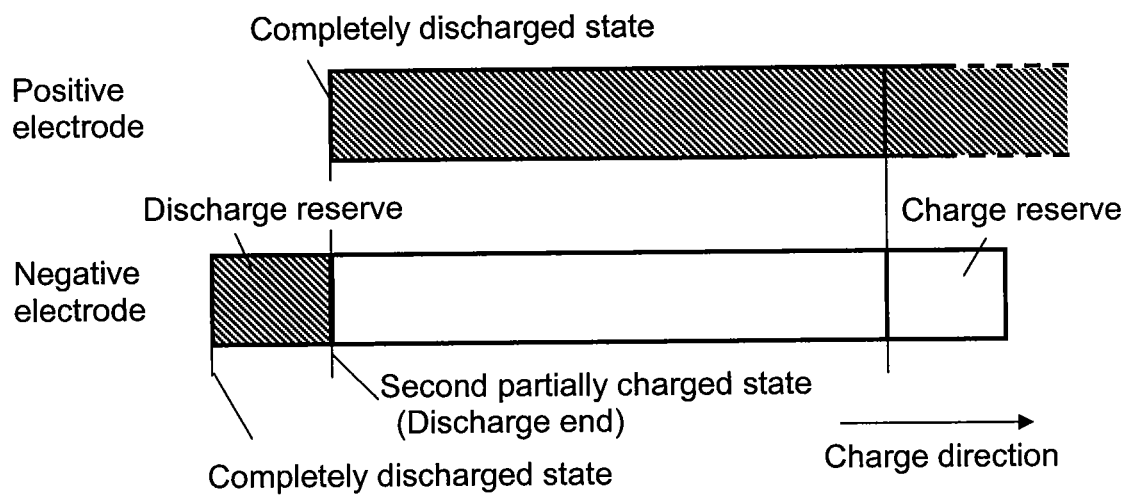 Completely discharged state
Positive
electrode
Discharge reserve
Charge reserve
Negative
electrode
Second partially charged state
(Discharge end)
Charge direction
Completely discharged state